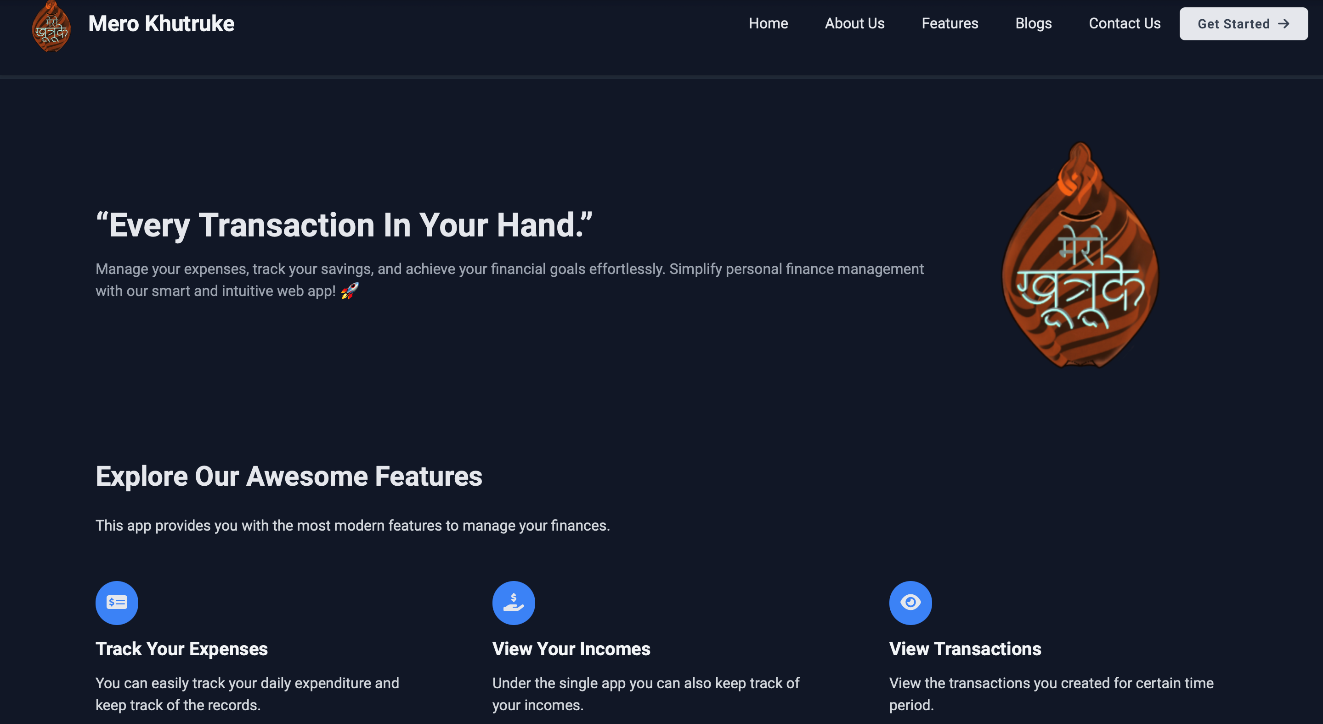 मेरो
खुत्रुके
Mero Khutruke
Home
About Us
Features
Blogs
Contact Us
Get Started →
“Every Transaction In Your Hand.”
Manage your expenses, track your savings, and achieve your financial goals effortlessly. Simplify personal finance management
with our smart and intuitive web app! 🚀
मेरो
खुत्रुके
Explore Our Awesome Features
This app provides you with the most modern features to manage your finances.
Track Your Expenses
You can easily track your daily expenditure and
keep track of the records.
View Your Incomes
Under the single app you can also keep track of
your incomes.
View Transactions
View the transactions you created for certain time
period.